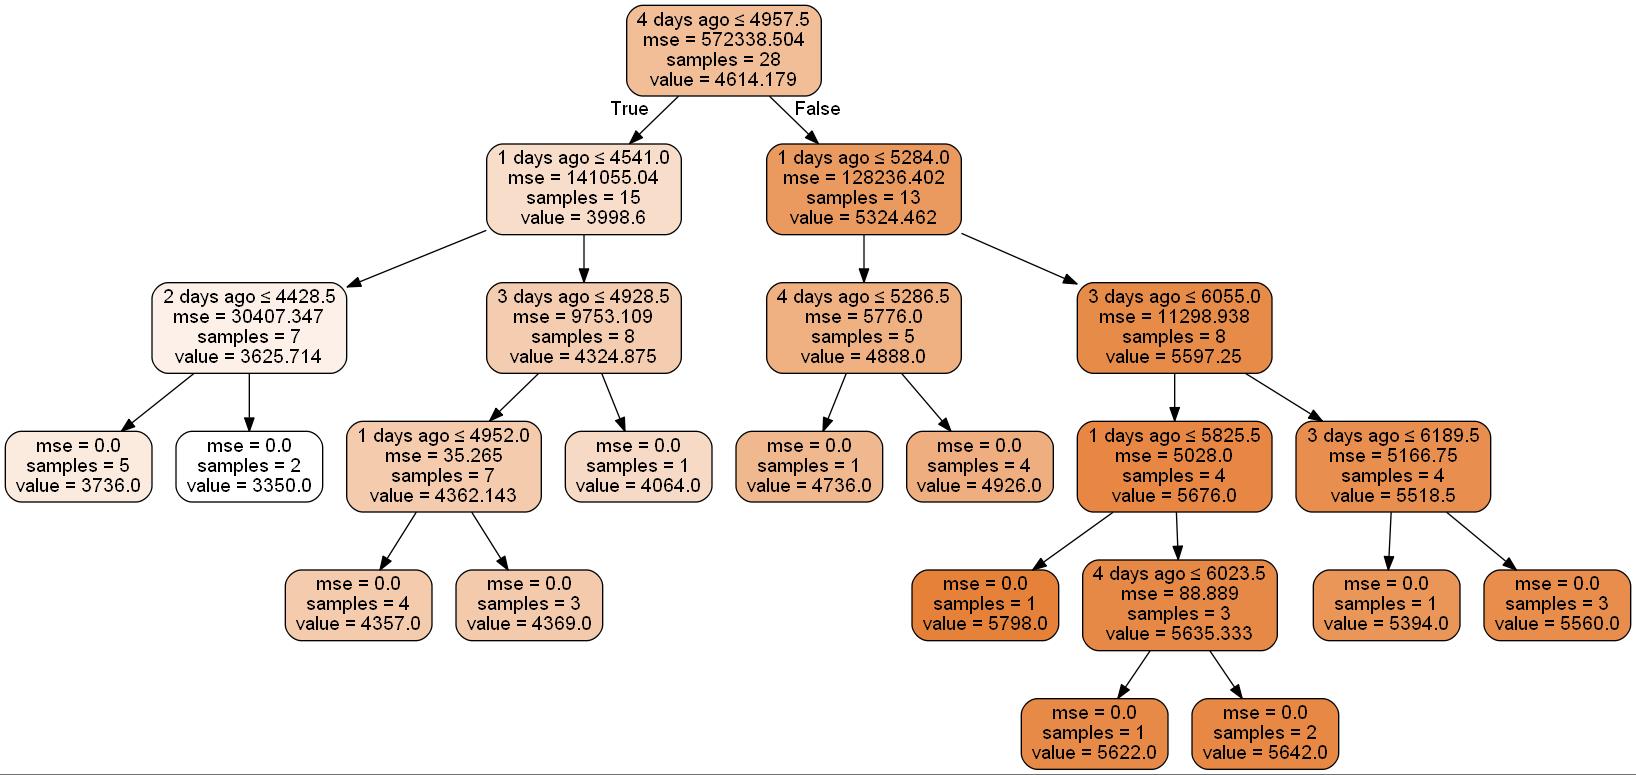 4 days ago ≤ 4957.5
mse = 572338.504
samples = 28
value = 4614.179
True
False
1 days ago ≤ 4541.0
mse = 141055.04
samples = 15
value = 3998.6
1 days ago ≤ 5284.0
mse = 128236.402
samples = 13
value = 5324.462
2 days ago ≤ 4428.5
mse = 30407.347
samples = 7
value = 3625.714
3 days ago ≤ 4928.5
mse = 9753.109
samples = 8
value = 4324.875
4 days ago ≤ 5286.5
mse = 5776.0
samples = 5
value = 4888.0
3 days ago ≤ 6055.0
mse = 11298.938
samples = 8
value = 5597.25
mse = 0.0
samples = 5
value = 3736.0
mse = 0.0
samples = 2
value = 3350.0
1 days ago ≤ 4952.0
mse = 35.265
samples = 7
value = 4362.143
mse = 0.0
samples = 1
value = 4064.0
mse = 0.0
samples = 1
value = 4736.0
mse = 0.0
samples = 4
value = 4926.0
1 days ago ≤ 5825.5
mse = 5028.0
samples = 4
value = 5676.0
3 days ago ≤ 6189.5
mse = 5166.75
samples = 4
value = 5518.5
mse = 0.0
samples = 4
value = 4357.0
mse = 0.0
samples = 3
value = 4369.0
mse = 0.0
samples = 1
value = 5798.0
4 days ago ≤ 6023.5
mse = 88.889
samples = 3
value = 5635.333
mse = 0.0
samples = 1
value = 5394.0
mse = 0.0
samples = 3
value = 5560.0
mse = 0.0
samples = 1
value = 5622.0
mse = 0.0
samples = 2
value = 5642.0